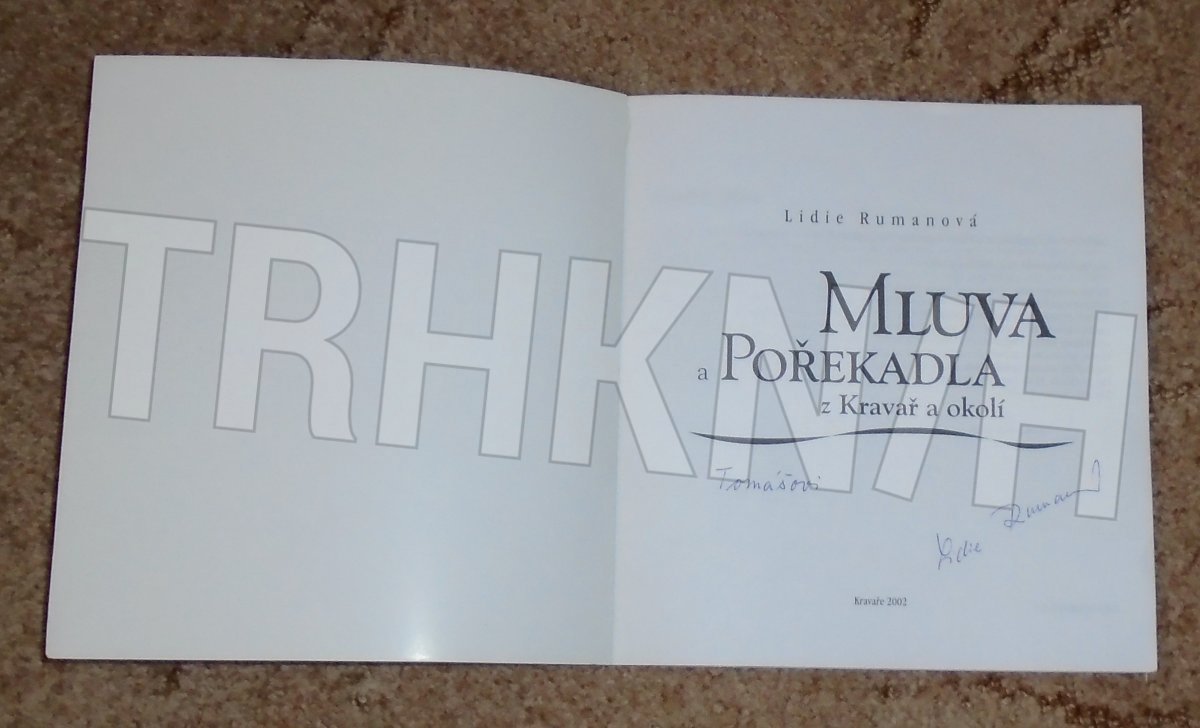 Lidie Rumanová
MLUVA
a POŘEKADLA
z Kravař a okolí
Tomášovi
Lidie Rumanová
Kravaře 2002
TRHKNIH